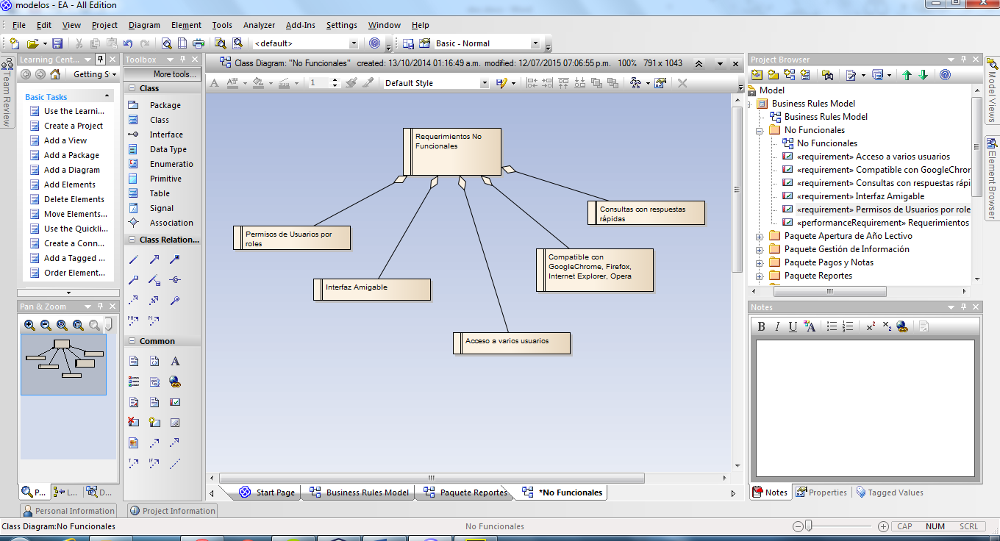 modelos - EA - All Edition
File Edit View Project Diagram Element Tools Analyzer Add-Ins Settings Window Help
<default>
Basic - Normal
Team Review
Learning Cent...
Getting S
Basic Tasks
Use the Learni...
Create a Project
Add a View
Add a Package
Add a Diagram
Add Elements
Delete Elements
Move Elements...
Use the Quickli...
Create a Conn...
Add a Tagged ...
Order Element...
Pan & Zoom
P...
L...
D...
Toolbox
More tools...
Class
Package
Class
Interface
Data Type
Enumeratio
Primitive
Table
Signal
Association
Class Relation...
Common
Class Diagram: "No Funcionales" created: 13/10/2014 01:16:49 a.m. modified: 12/07/2015 07:06:55 p.m. 100% 791 x 1043
1
Default Style
Requerimientos No
Funcionales
Consultas con respuestas
rápidas
Permisos de Usuarios por
roles
Compatible con
GoogleChrome, Firefox,
Internet Explorer, Opera
Interfaz Amigable
Acceso a varios usuarios
Start Page
Business Rules Model
Paquete Reportes
*No Funcionales
Project Browser
Model
Business Rules Model
Business Rules Model
No Funcionales
No Funcionales
«requirement» Acceso a varios usuarios
«requirement» Compatible con GoogleChror
«requirement» Consultas con respuestas rápi
«requirement» Interfaz Amigable
«requirement» Permisos de Usuarios por role
«performanceRequirement» Requerimientos
Paquete Apertura de Año Lectivo
Paquete Gestión de Información
Paquete Pagos y Notas
Paquete Reportes
Notes
B I U A
Notes
Properties
Tagged Values
Model Views
Element Browser
Personal Information
Project Information
Class Diagram:No Funcionales
No Funcionales
CAP NUM SCRL